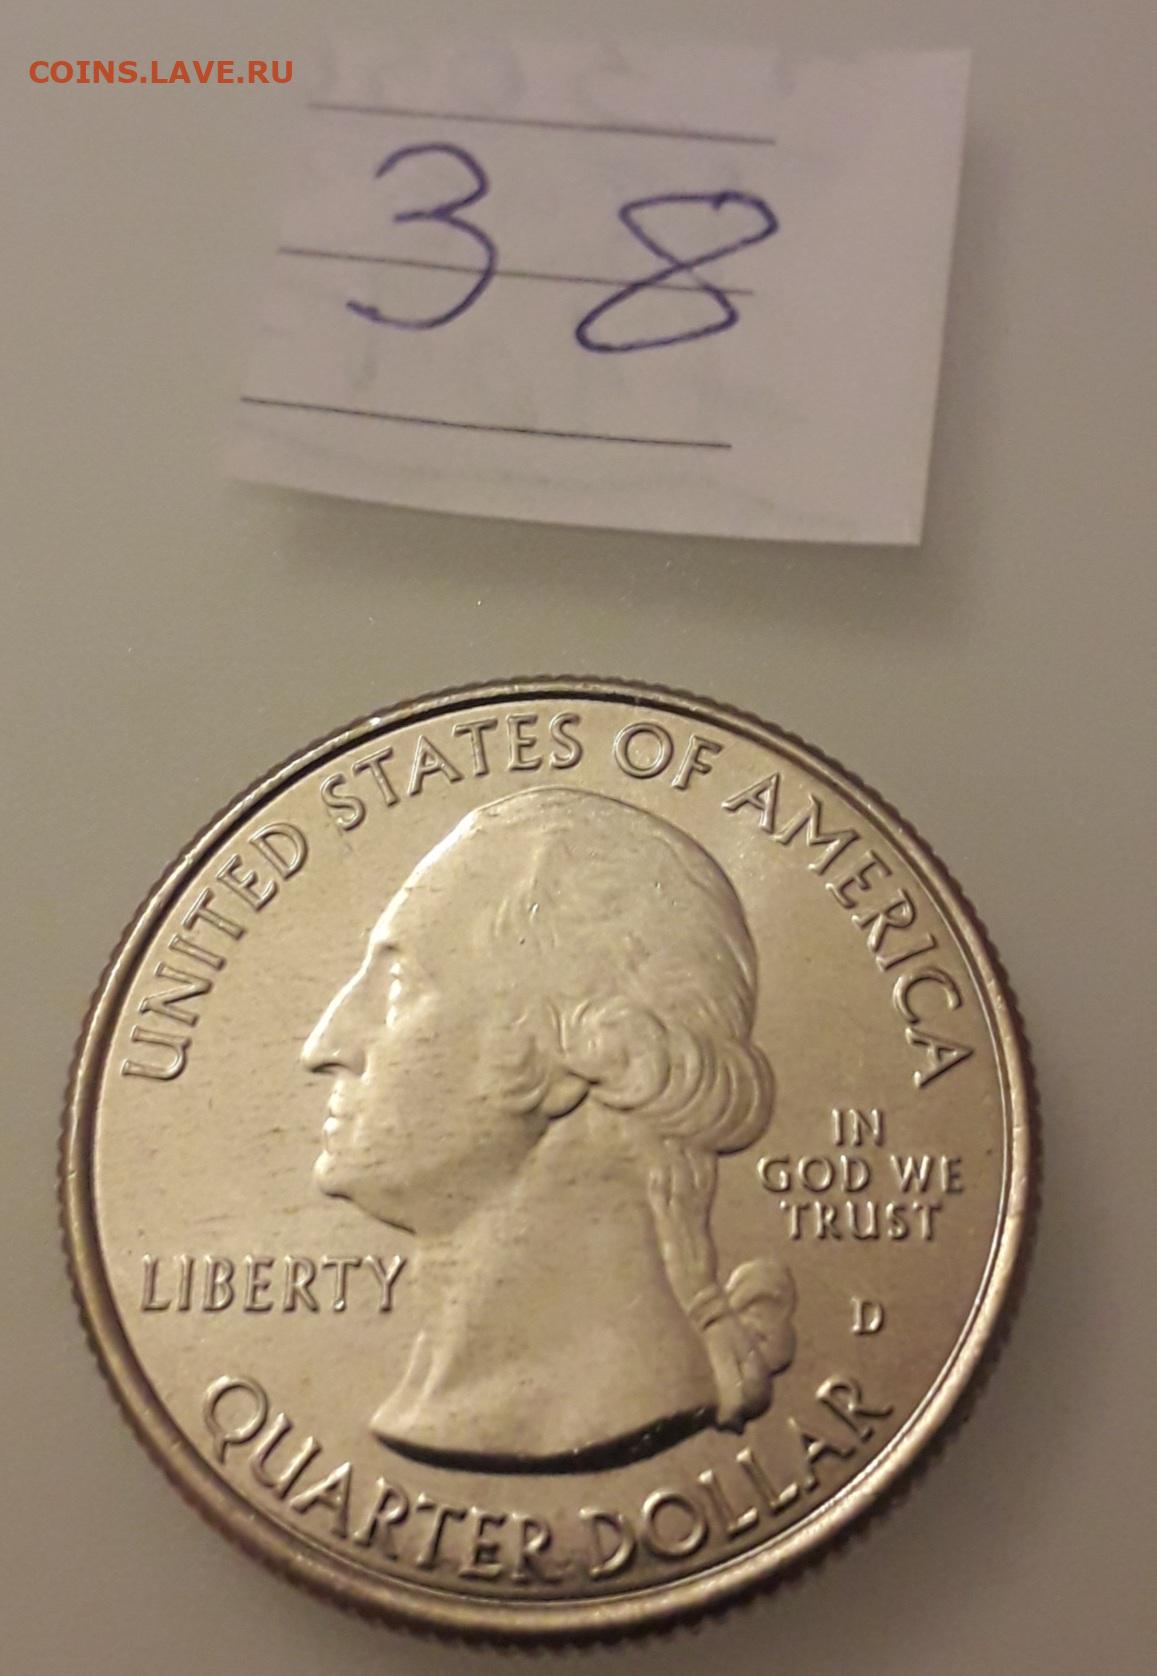 COINS.LAVE.RU
38
UNITED STATES OF AMERICA
IN
GOD WE
TRUST
LIBERTY
D
QUARTER DOLLAR